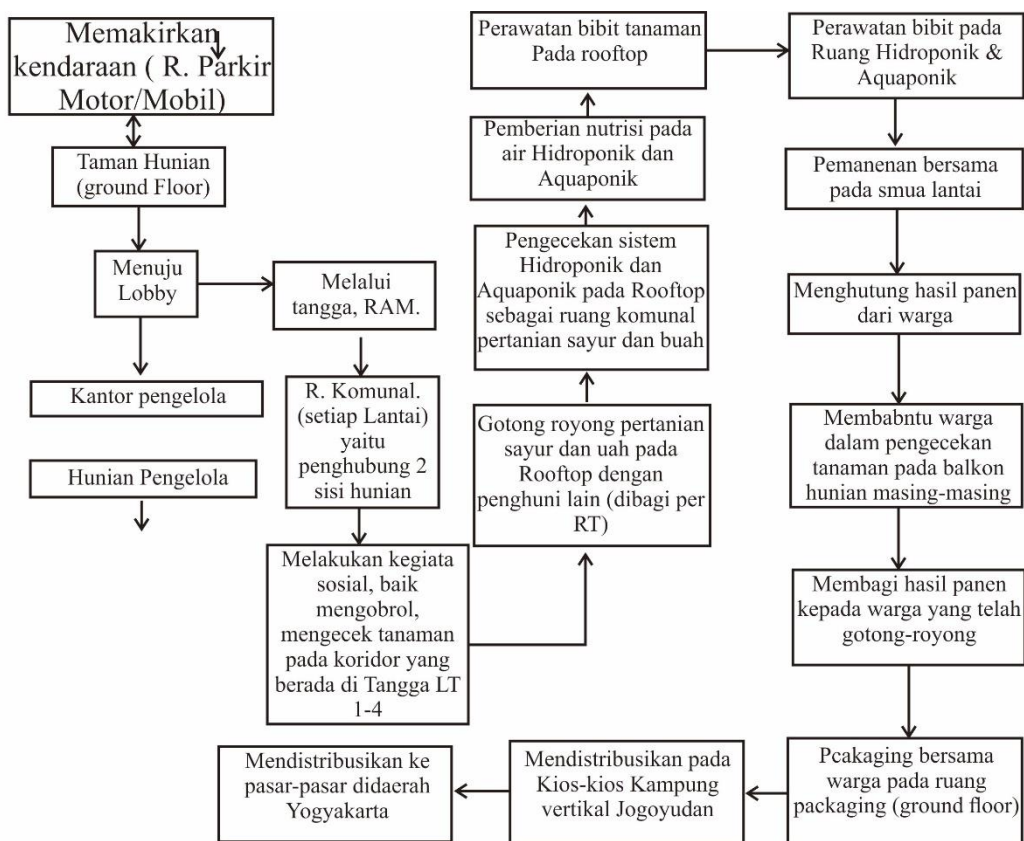 Memakirkan
kendaraan ( R. Parkir
Motor/Mobil)
Taman Hunian
(ground Floor)
Menuju
Lobby
Kantor pengelola
Hunian Pengelola
Melalui
tangga, RAM.
R. Komunal.
(setiap Lantai)
yaitu
penghubung 2
sisi hunian
Melakukan kegiata
sosial, baik
mengobrol,
mengecek tanaman
pada koridor yang
berada di Tangga LT
1-4
Gotong royong pertanian
sayur dan uah pada
Rooftop dengan
penghuni lain (dibagi per
RT)
Pengecekan sistem
Hidroponik dan
Aquaponik pada Rooftop
sebagai ruang komunal
pertanian sayur dan buah
Pemberian nutrisi pada
air Hidroponik dan
Aquaponik
Perawatan bibit tanaman
Pada rooftop
Perawatan bibit pada
Ruang Hidroponik &
Aquaponik
Pemanenan bersama
pada smua lantai
Menghutung hasil panen
dari warga
Membabntu warga
dalam pengecekan
tanaman pada balkon
hunian masing-masing
Membagi hasil panen
kepada warga yang telah
gotong-royong
Pcakaging bersama
warga pada ruang
packaging (ground floor)
Mendistribusikan pada
Kios-kios Kampung
vertikal Jogoyudan
Mendistribusikan ke
pasar-pasar didaerah
Yogyakarta